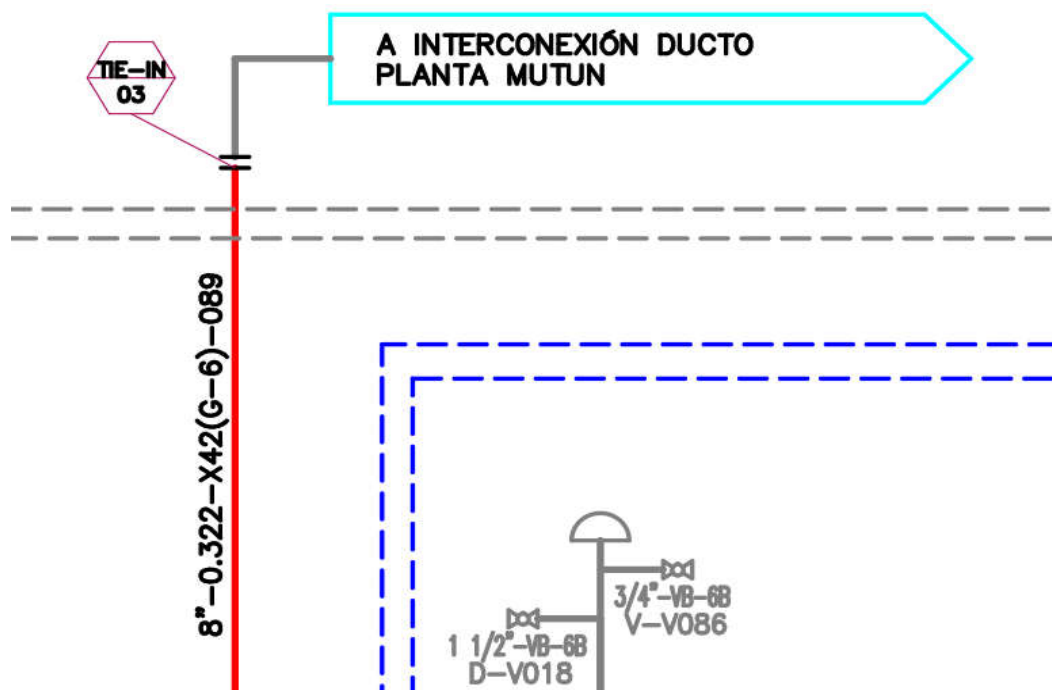 TIE-IN
03
A INTERCONEXIÓN DUCTO
PLANTA MUTUN
8"-0.322-X42(G-6)-089
3/4"-VB-6B
V-V086
1 1/2"-VB-6B
D-V018